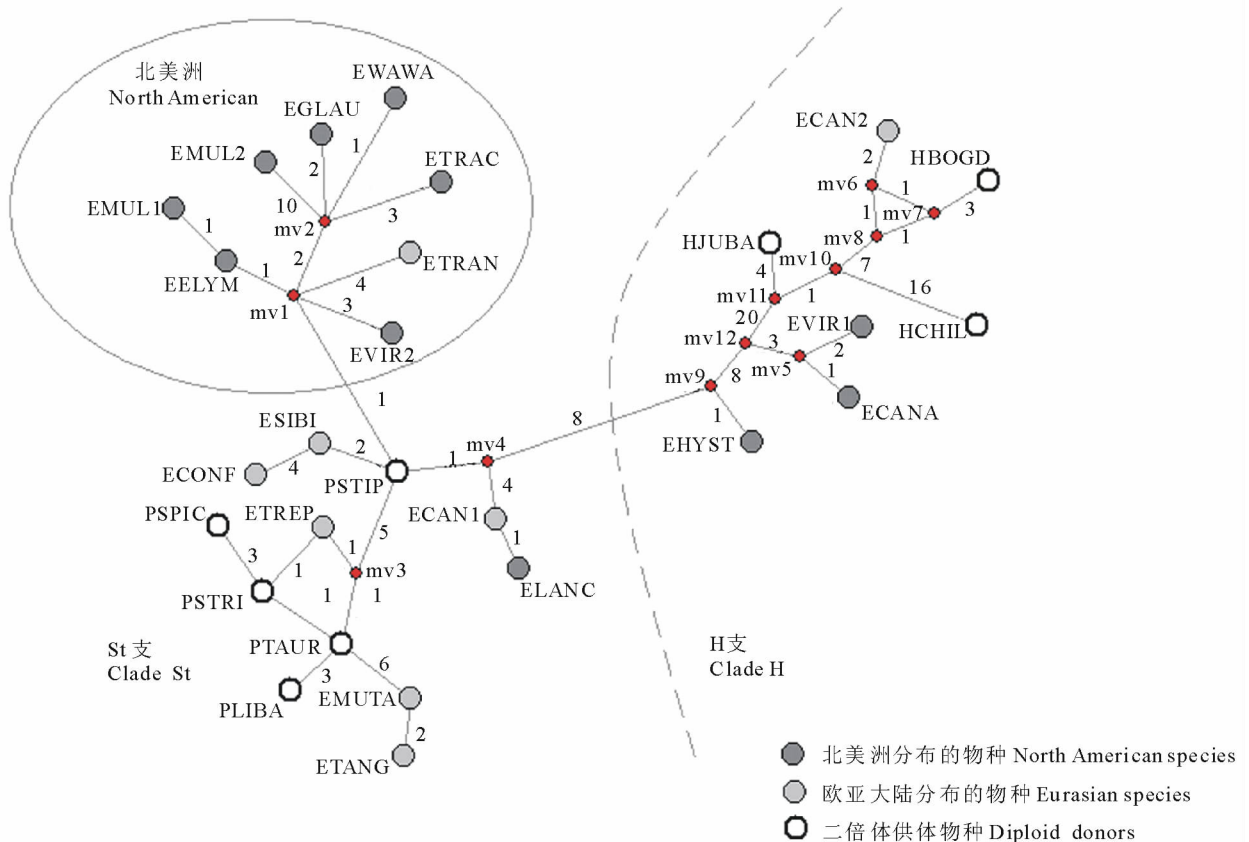 北美洲
North American
EWAWA
EGLAU
EMUL2
ETRAC
EMUL1
1
2
1
10
3
mv2
EELYM
1
2
ETRAN
4
mv1
3
EVIR2
1
ESIBI
2
ECONF
4
PSTIP
1
mv4
8
4
ECAN1
1
ELANC
PSPIC
ETREP
5
3
1
1
mv3
PSTRI
1
1
PTAUR
3
6
PLIBA
EMUTA
2
ETANG
St支
Clade St
ECAN2
2
HBOGD
mv6
1
mv7
3
1
mv8
1
HJUBA
mv10
7
4
mv11
1
16
20
EVIR1
HCHIL
mv12
3
2
mv5
mv9
8
1
1
ECANA
EHYST
H支
Clade H
北美洲分布的物种 North American species
欧亚大陆分布的物种 Eurasian species
二倍体供体物种 Diploid donors